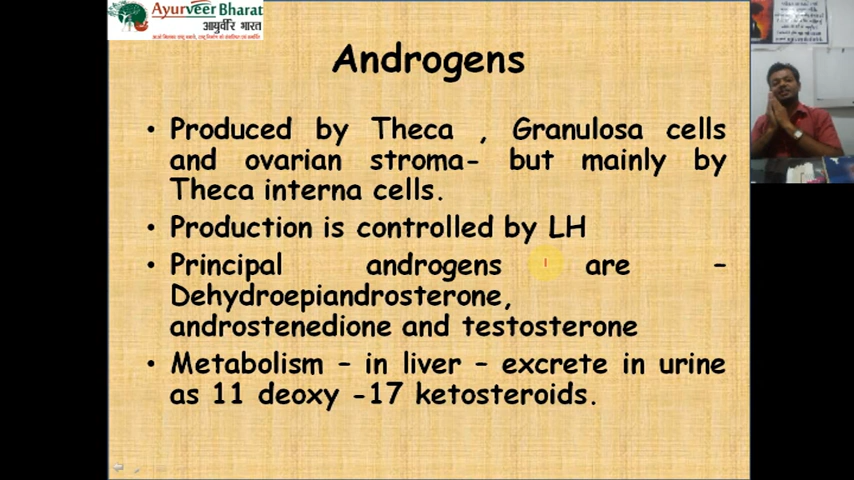 Ayurveer Bharat
आयुर्वीर भारत
Androgens
• Produced by Theca , Granulosa cells
and ovarian stroma- but mainly by
Theca interna cells.
• Production is controlled by LH
• Principal androgens are –
Dehydroepiandrosterone,
androstenedione and testosterone
• Metabolism – in liver – excrete in urine
as 11 deoxy -17 ketosteroids.